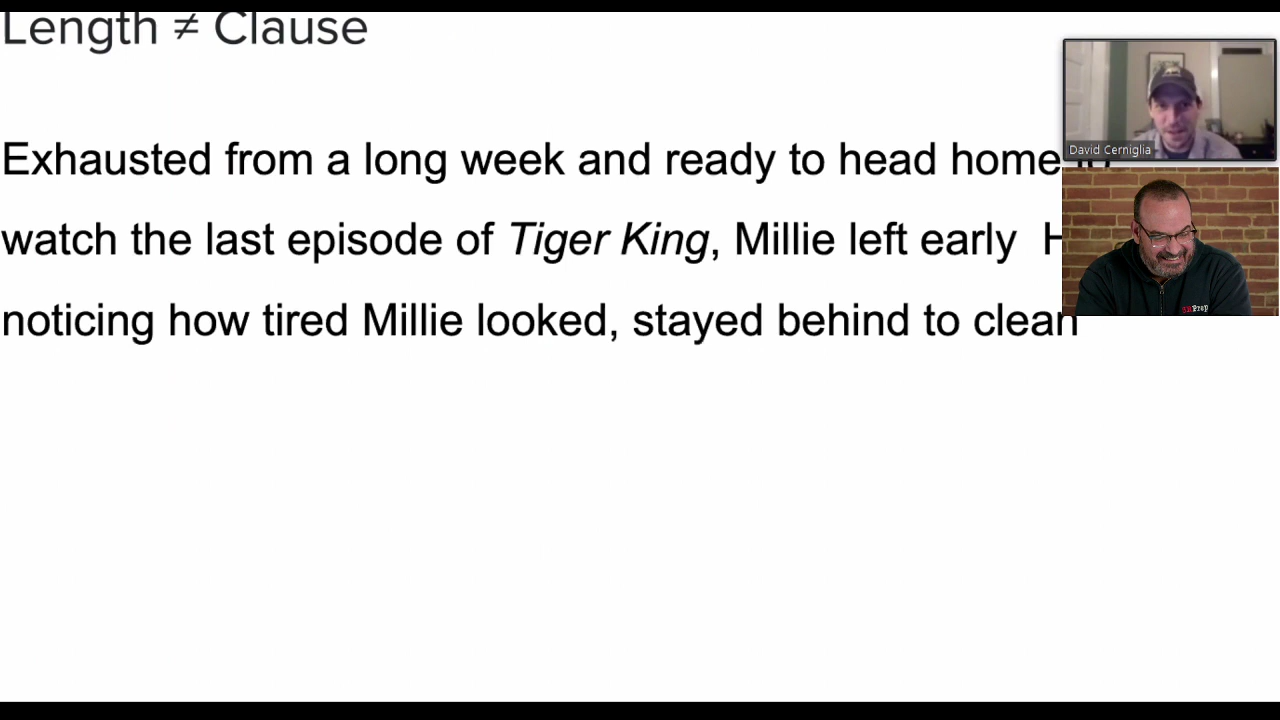 Length ≠ Clause
Exhausted from a long week and ready to head home
watch the last episode of Tiger King, Millie left early
noticing how tired Millie looked, stayed behind to clean
David Cerniglia